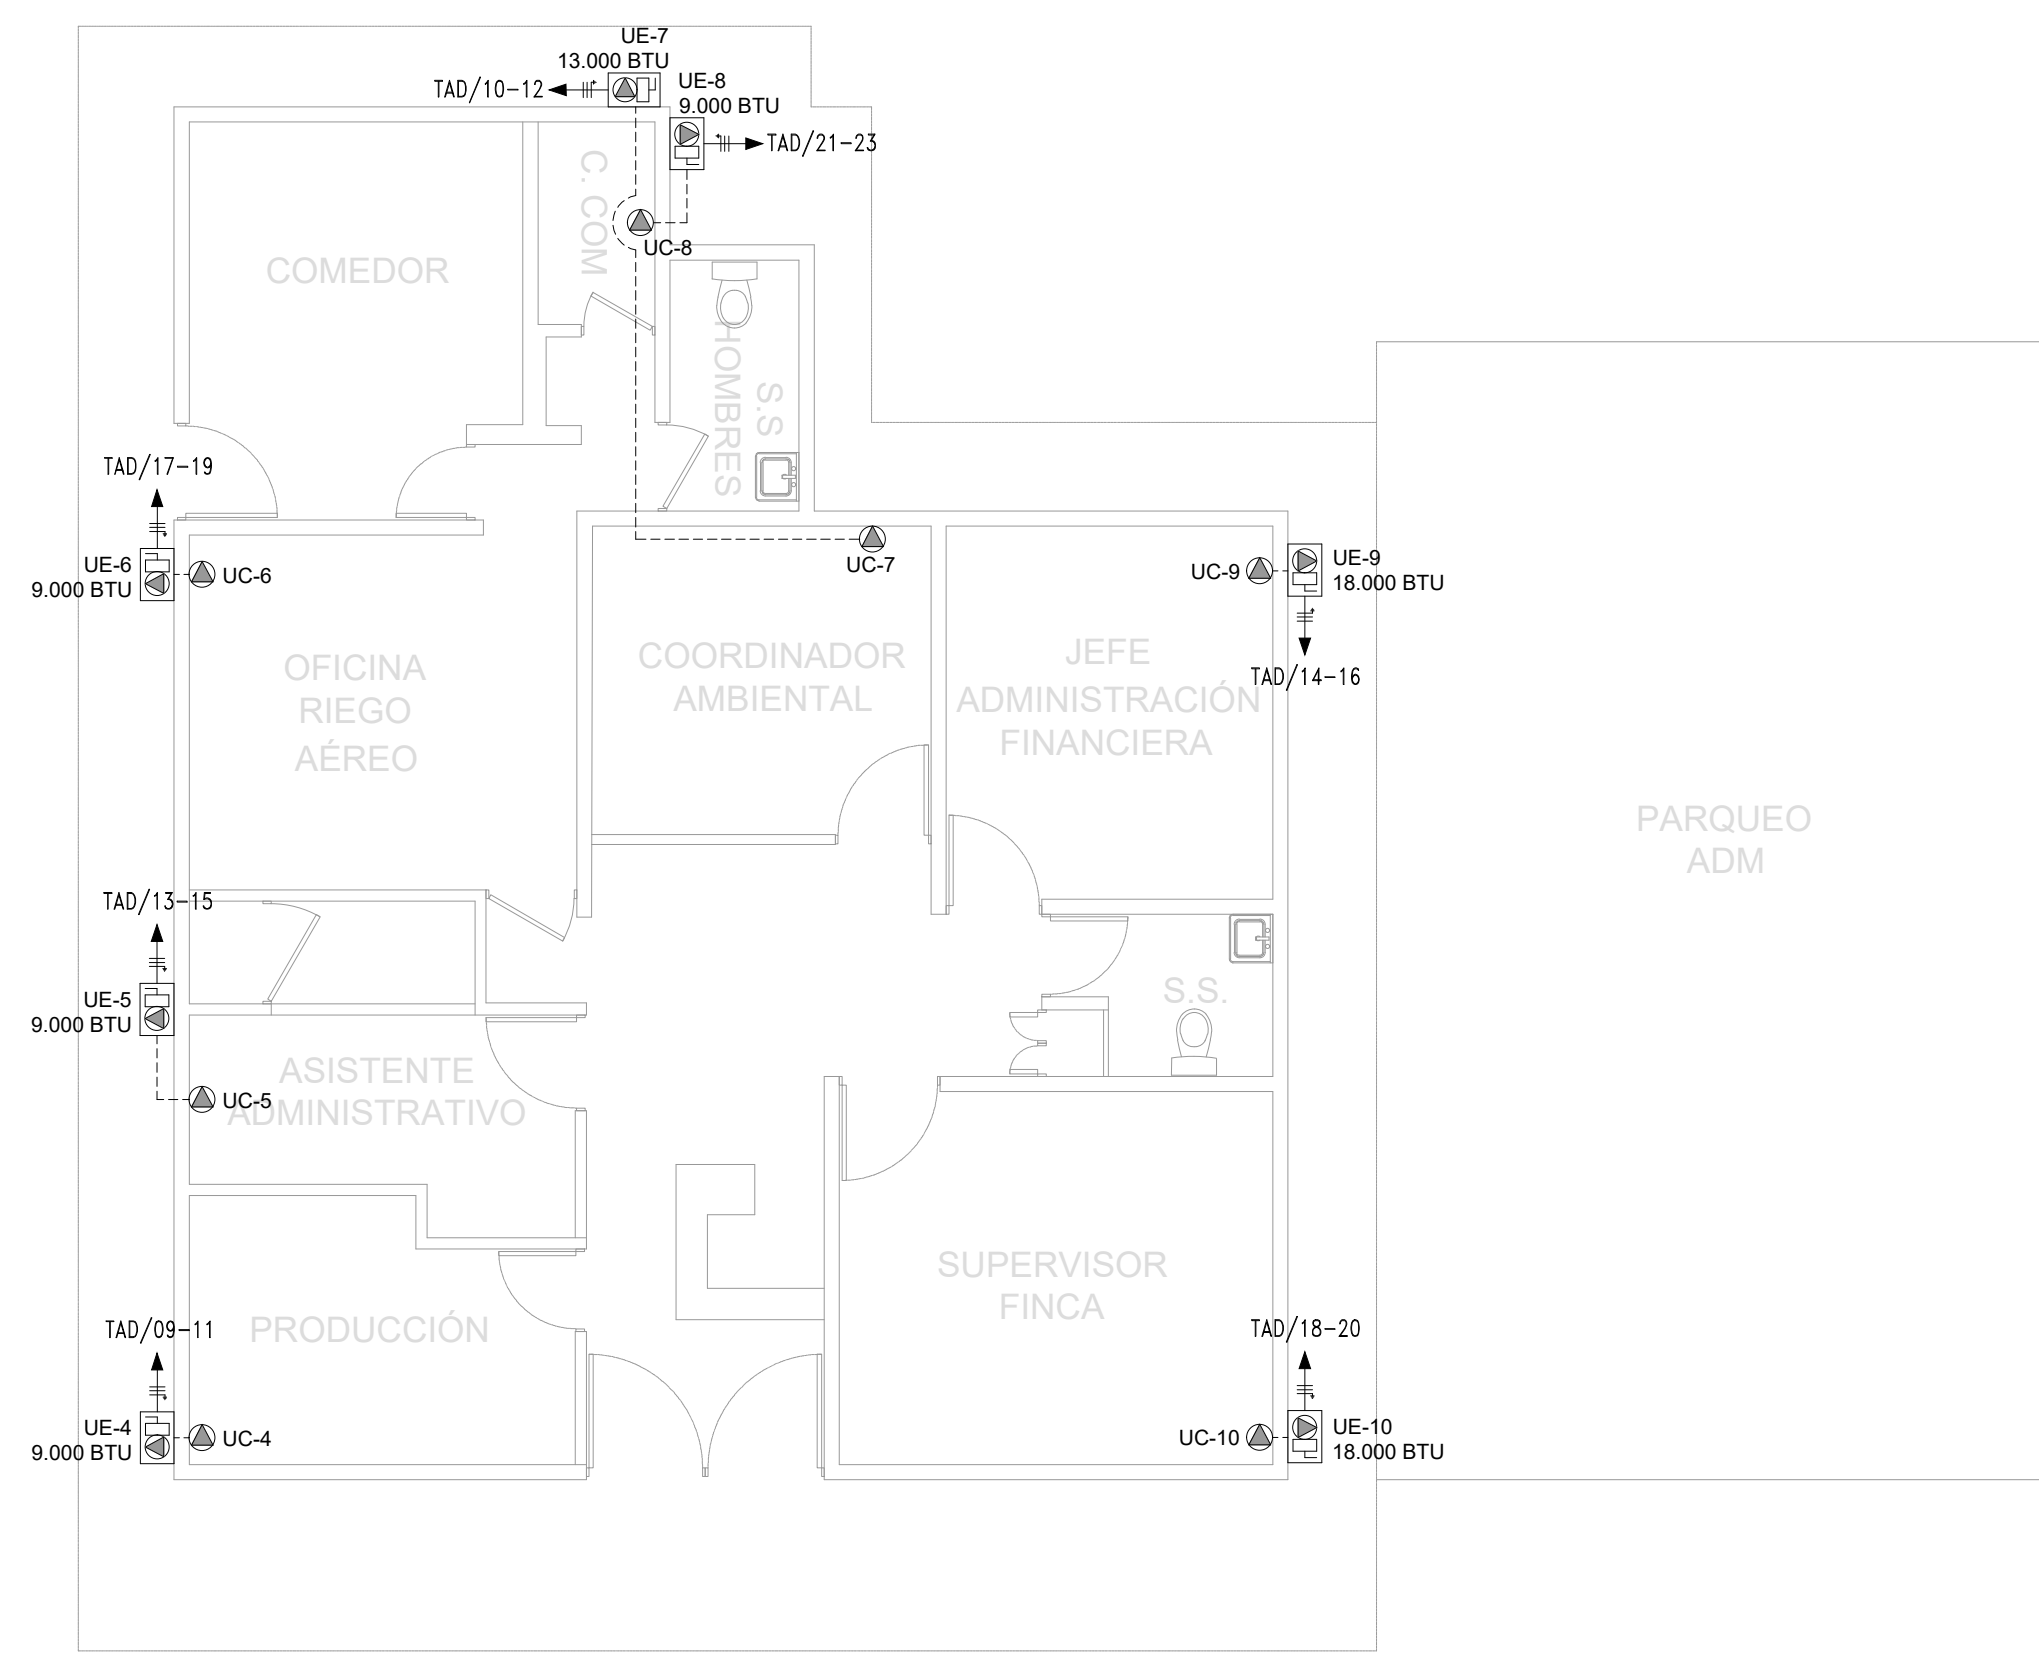 UE-7
13.000 BTU
TAD/10-12
UE-8
9.000 BTU
TAD/21-23
C. COM
UC-8
COMEDOR
S.S
HOMBRES
TAD/17-19
UE-6
9.000 BTU
UC-6
UC-7
UC-9
UE-9
18.000 BTU
TAD/14-16
OFICINA
RIEGO
AÉREO
COORDINADOR
AMBIENTAL
JEFE
ADMINISTRACIÓN
FINANCIERA
PARQUEO
ADM
TAD/13-15
UE-5
9.000 BTU
UC-5
ASISTENTE
ADMINISTRATIVO
S.S.
SUPERVISOR
FINCA
TAD/09-11
PRODUCCIÓN
TAD/18-20
UE-4
9.000 BTU
UC-4
UC-10
UE-10
18.000 BTU